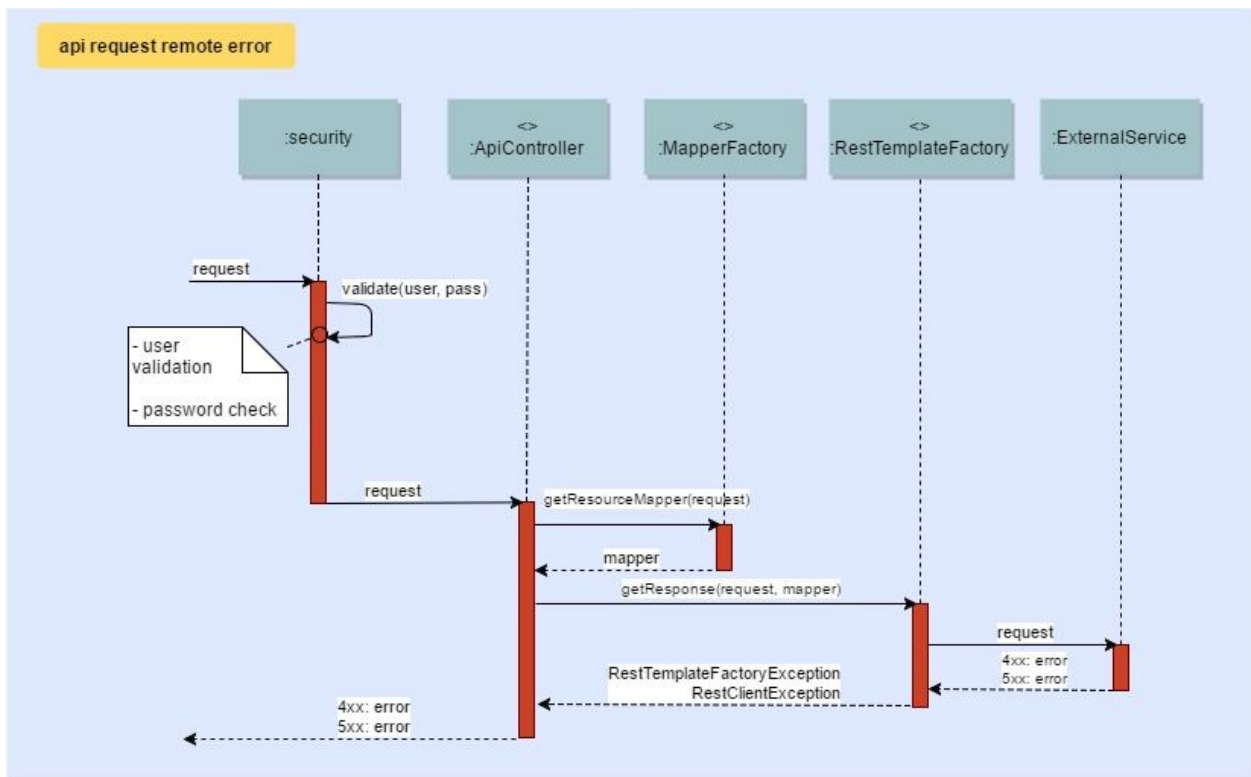 api request remote error
:security
<>
:ApiController
<>
:MapperFactory
<>
:RestTemplateFactory
:ExternalService
request
validate(user, pass)
- user
validation
- password check
request
getResourceMapper(request)
mapper
getResponse(request, mapper)
request
4xx: error
5xx: error
RestTemplateFactoryException
RestClientException
4xx: error
5xx: error